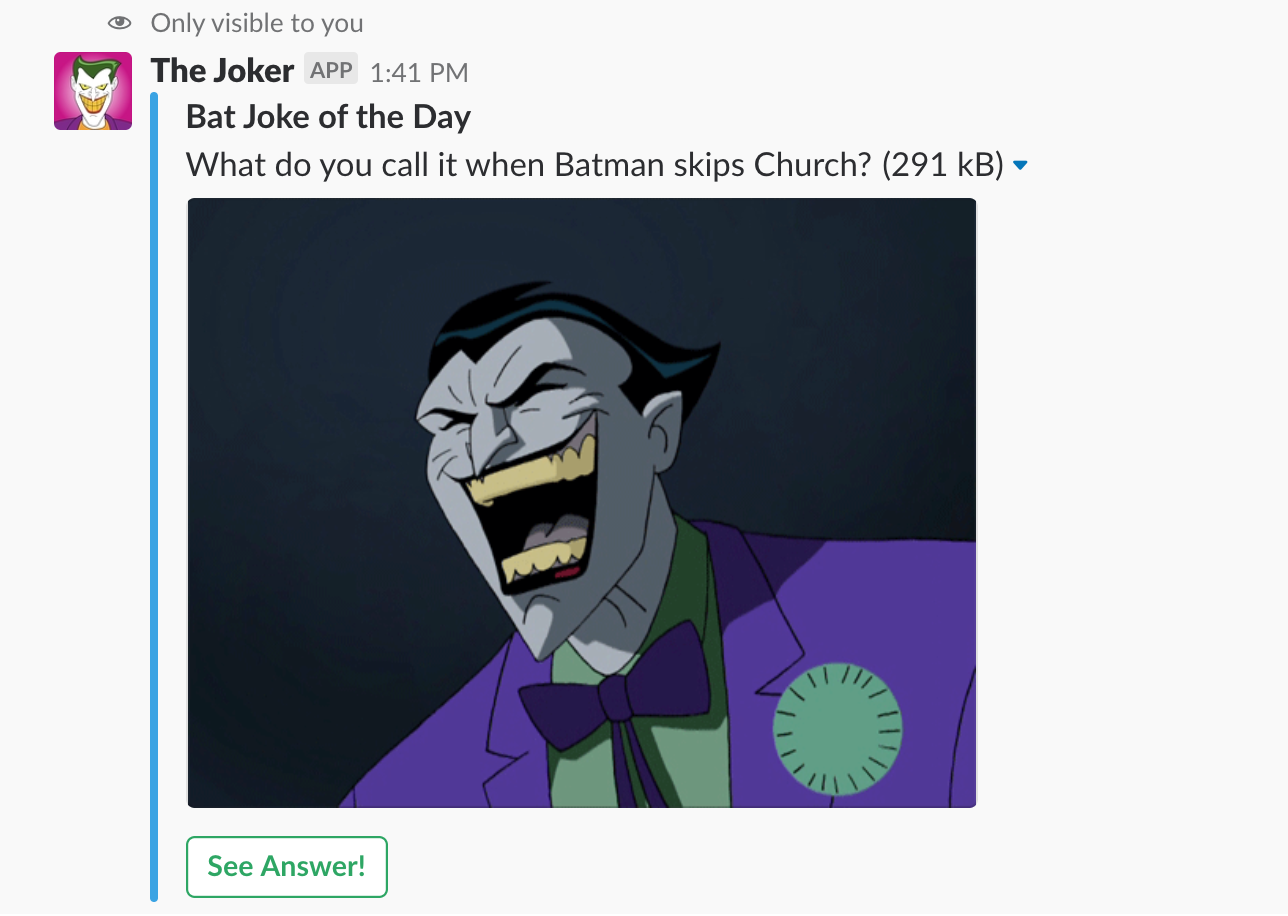 Only visible to you
The Joker APP 1:41 PM
Bat Joke of the Day
What do you call it when Batman skips Church? (291 kB)
See Answer!